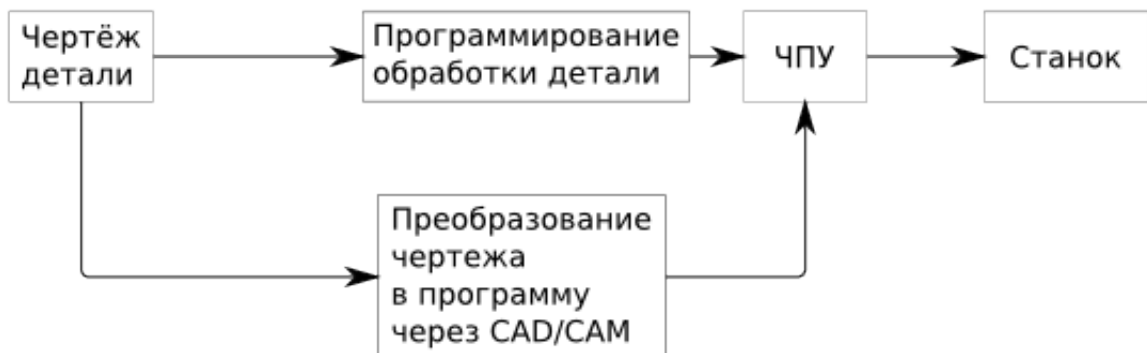 Чертёж
детали
Программирование
обработки детали
ЧПУ
Станок
Преобразование
чертежа
в программу
через CAD/CAM